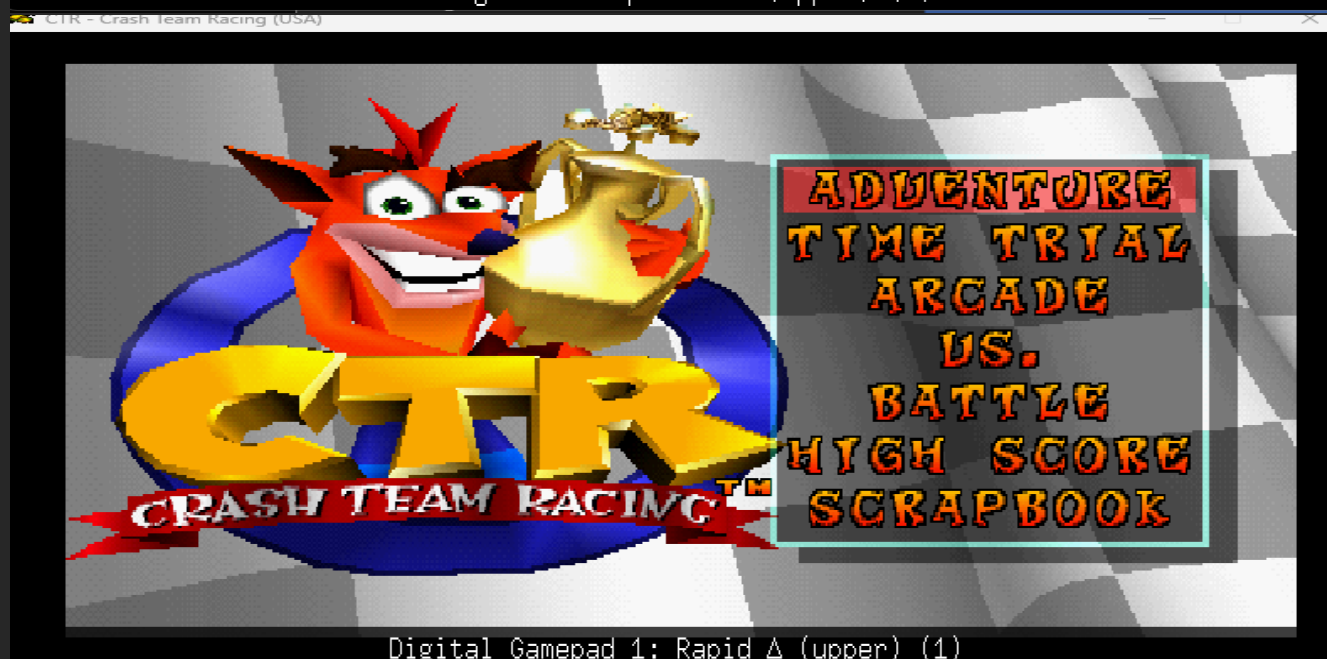 CTR - Crash Team Racing (USA)
ADVENTURE
TIME TRIAL
ARCADE
VS.
BATTLE
HIGH SCORE
SCRAPBOOK
CTR
TM
CRASH TEAM RACING
Digital Gamepad 1: Rapid Δ (upper) (1)